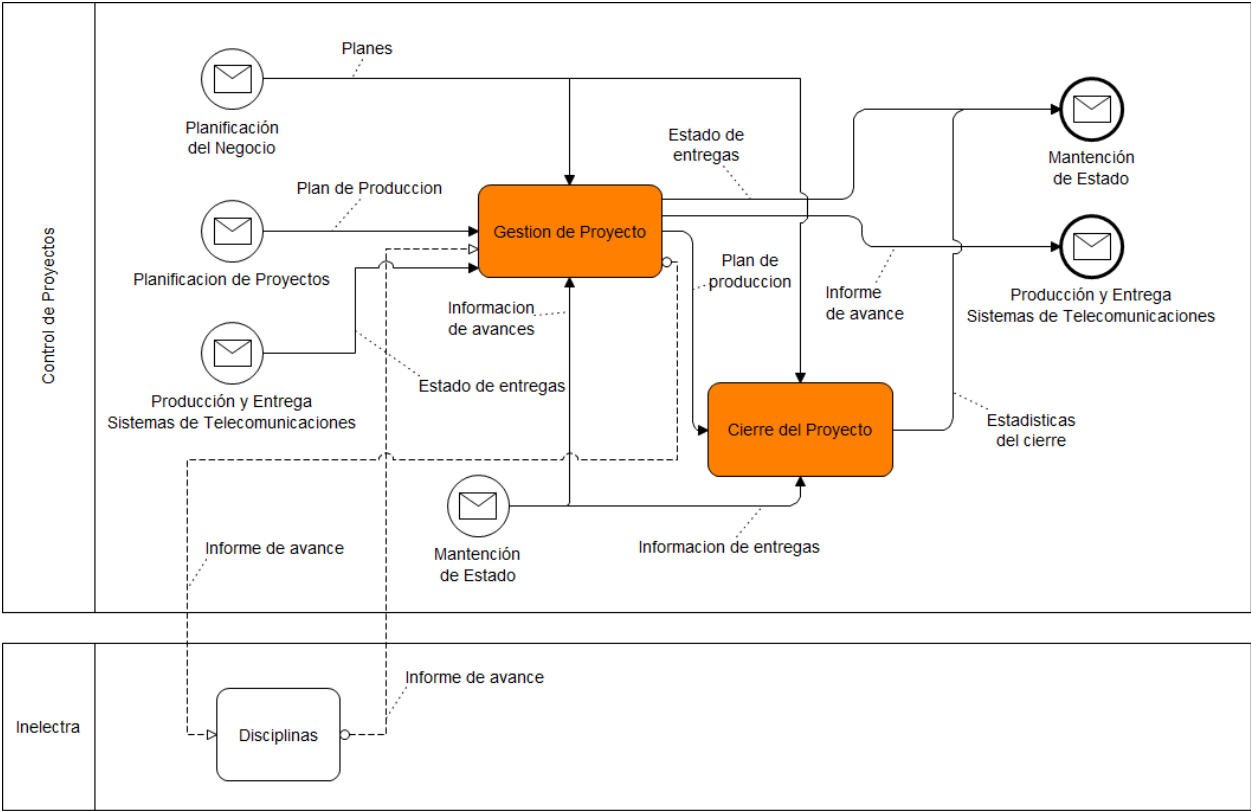 Control de Proyectos
Planes
Planificación
del Negocio
Estado de
entregas
Mantención
de Estado
Plan de Produccion
Gestion de Proyecto
Planificacion de Proyectos
Plan de
produccion
Informacion
de avances
Informe
de avance
Producción y Entrega
Sistemas de Telecomunicaciones
Estado de entregas
Producción y Entrega
Sistemas de Telecomunicaciones
Cierre del Proyecto
Estadisticas
del cierre
Informe de avance
Mantención
de Estado
Informacion de entregas
Inelectra
Informe de avance
Disciplinas